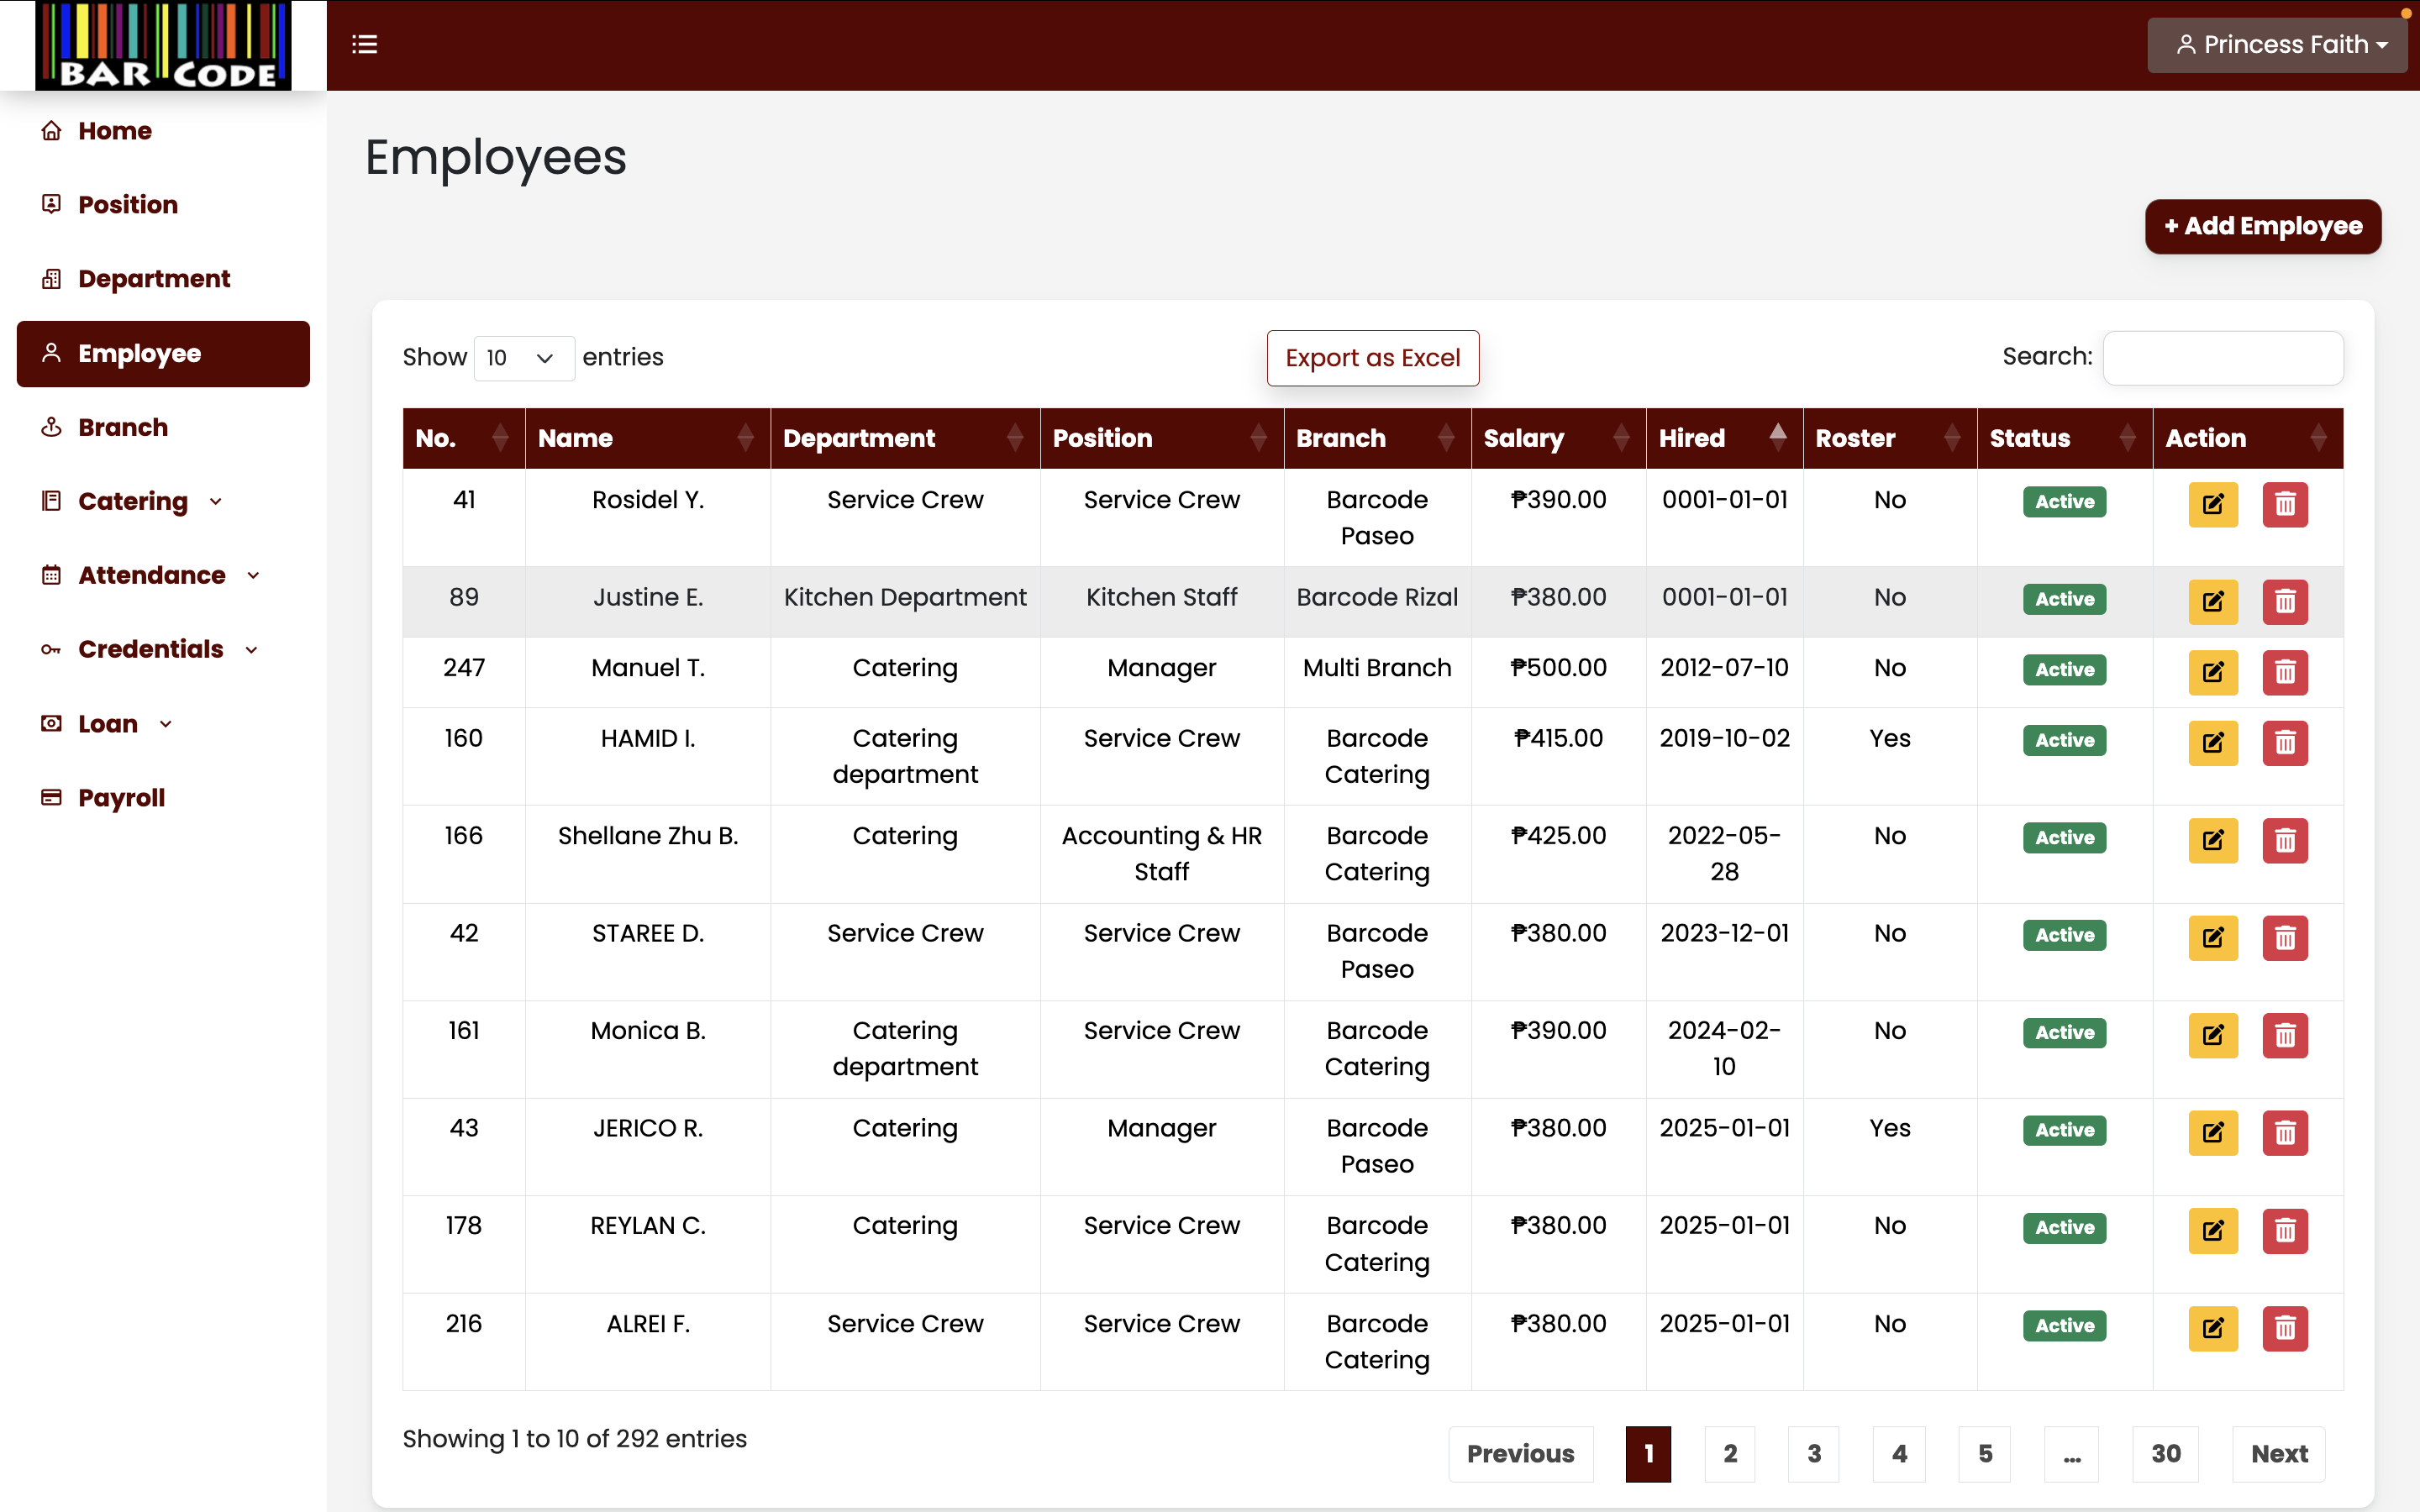 BAR CODE
Princess Faith
Home
Position
Department
Employee
Branch
Catering
Attendance
Credentials
Loan
Payroll
Employees
+ Add Employee
Show 10 entries
Export as Excel
Search:
No. Name Department Position Branch Salary Hired Roster Status Action
41 Rosidel Y. Service Crew Service Crew Barcode ₱390.00 0001-01-01 No Active
Paseo
89 Justine E. Kitchen Department Kitchen Staff Barcode Rizal ₱380.00 0001-01-01 No Active
247 Manuel T. Catering Manager Multi Branch ₱500.00 2012-07-10 No Active
160 HAMID I. Catering Service Crew Barcode ₱415.00 2019-10-02 Yes Active
department Catering
166 Shellane Zhu B. Catering Accounting & HR Barcode ₱425.00 2022-05- No Active
Staff Catering 28
42 STAREE D. Service Crew Service Crew Barcode ₱380.00 2023-12-01 No Active
Paseo
161 Monica B. Catering Service Crew Barcode ₱390.00 2024-02- No Active
department Catering 10
43 JERICO R. Catering Manager Barcode ₱380.00 2025-01-01 Yes Active
Paseo
178 REYLAN C. Catering Service Crew Barcode ₱380.00 2025-01-01 No Active
Catering
216 ALREI F. Service Crew Service Crew Barcode ₱380.00 2025-01-01 No Active
Catering
Showing 1 to 10 of 292 entries
Previous 1 2 3 4 5 … 30 Next